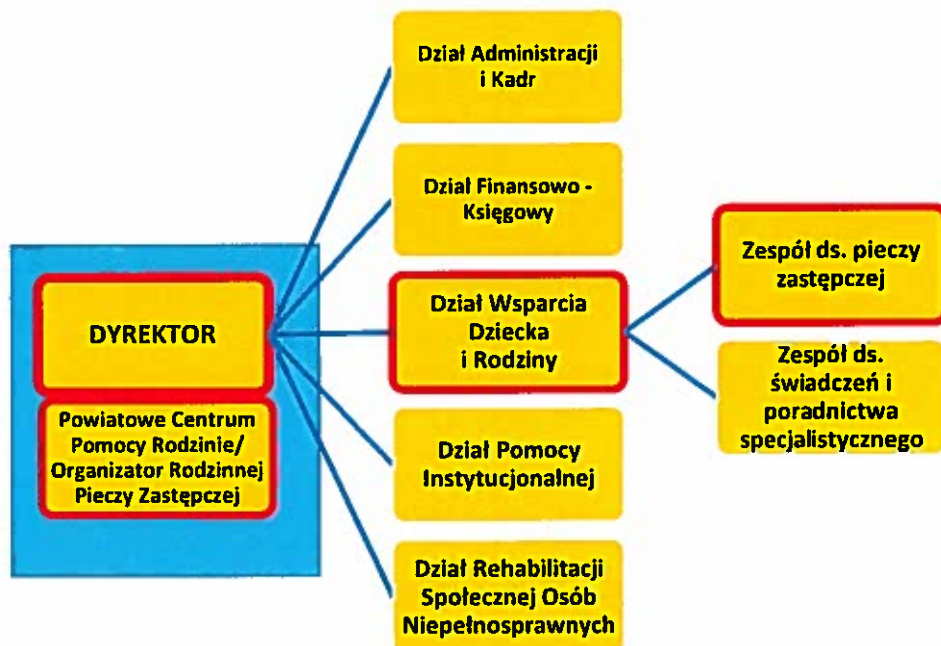 DYREKTOR
Powiatowe Centrum
Pomocy Rodzinie/
Organizator Rodzinnej
Pieczy Zastępczej
Dział Administracji
i Kadr
Dział Finansowo -
Księgowy
Dział Wsparcia
Dziecka
i Rodziny
Dział Pomocy
Instytucjonalnej
Dział Rehabilitacji
Społecznej Osób
Niepełnosprawnych
Zespół ds. pieczy
zastępczej
Zespół ds.
świadczeń i
poradnictwa
specjalistycznego